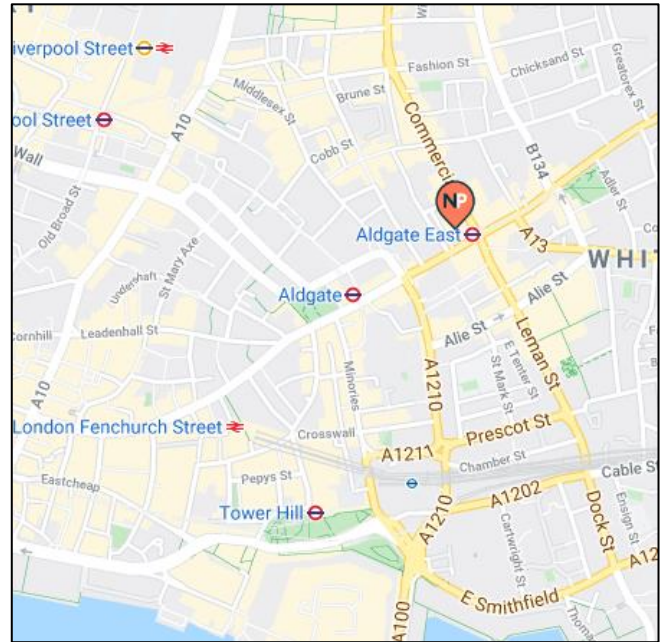 iverpool Street
ool Street
Wall
A10
Middlesex St
Brune St
Fashion St
Chicksand St
Greatorex St
Commerci
B134
Cobb St
Adler St
Old Broad St
St Mary Axe
Undershaft
NP
Aldgate East
A13
WHIT
Aldgate
Alie St
Cornhill
Leadenhall St
Alie St
Leman St
E Tenter St
St Mark St
Minories
A1210
A10
London Fenchurch Street
Crosswall
Prescot St
A1211
Chamber St
Cable St
Pepys St
Eastcheap
A1210
A1202
Tower Hill
Cartwright St
Dock St
Ensign St
A100
E Smithfield
Thom
A12